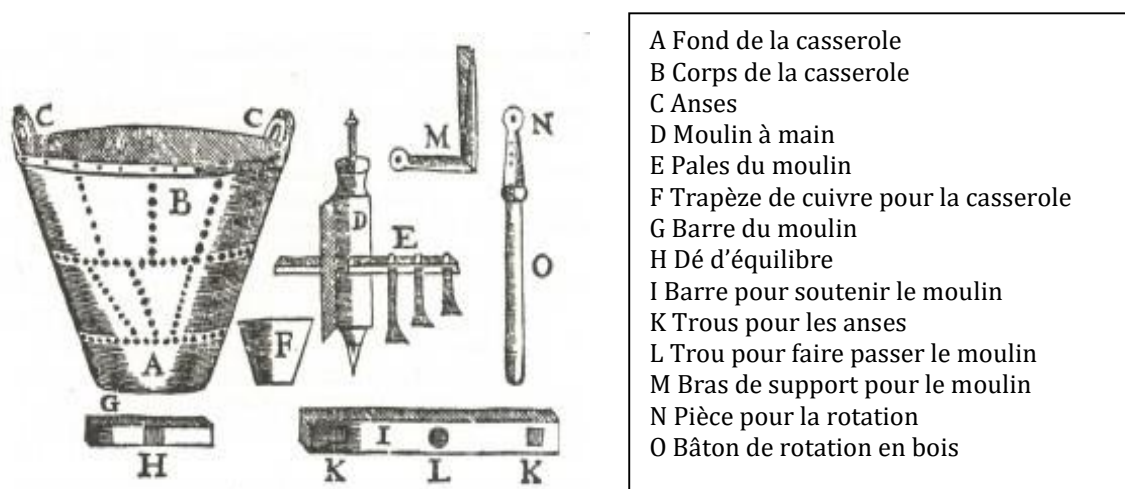 C C
M N
B
D
E
O
F
A
G
I
H K L K
A Fond de la casserole
B Corps de la casserole
C Anses
D Moulin à main
E Pales du moulin
F Trapèze de cuivre pour la casserole
G Barre du moulin
H Dé d’équilibre
I Barre pour soutenir le moulin
K Trous pour les anses
L Trou pour faire passer le moulin
M Bras de support pour le moulin
N Pièce pour la rotation
O Bâton de rotation en bois